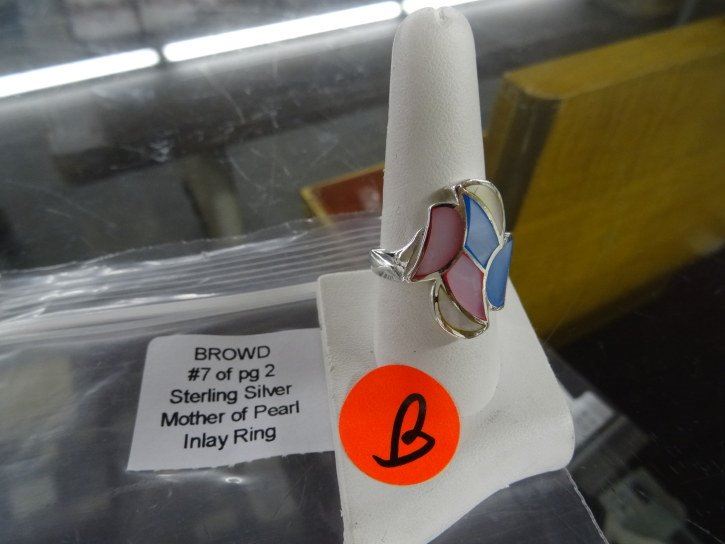 BROWD
#7 of pg 2
Sterling Silver
Mother of Pearl
Inlay Ring
B